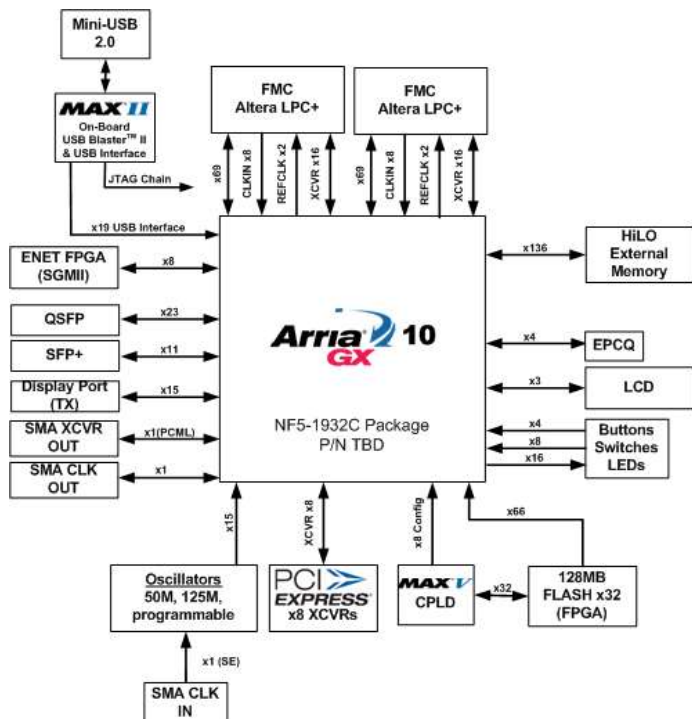 Mini-USB
2.0
MAX II
On-Board
USB Blaster™ II
& USB Interface
JTAG Chain
x19 USB Interface
FMC
Altera LPC+
x69
CLKIN x8
REFCLK x2
XCVR x16
FMC
Altera LPC+
x69
CLKIN x8
REFCLK x2
XCVR x16
ENET FPGA
(SGMII)
x8
QSFP
x23
SFP+
x11
Display Port
(TX)
x15
SMA XCVR
OUT
x1(PCML)
SMA CLK
OUT
x1
Arria 10
GX
NF5-1932C Package
P/N TBD
x136
HiLO
External
Memory
x4
EPCQ
x3
LCD
x4
x8
x16
Buttons
Switches
LEDs
x15
Oscillators
50M, 125M,
programmable
x1 (SE)
SMA CLK
IN
XCVR x8
PCI
EXPRESS®
x8 XCVRs
x8 Config
MAX V
CPLD
x32
x66
128MB
FLASH x32
(FPGA)